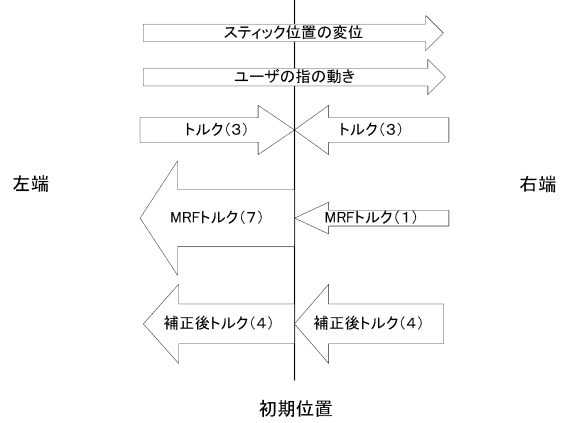 スティック位置の変位
ユーザの指の動き
トルク(3) トルク(3)
左端 右端
MRFトルク(7) MRFトルク(1)
補正後トルク(4) 補正後トルク(4)
初期位置